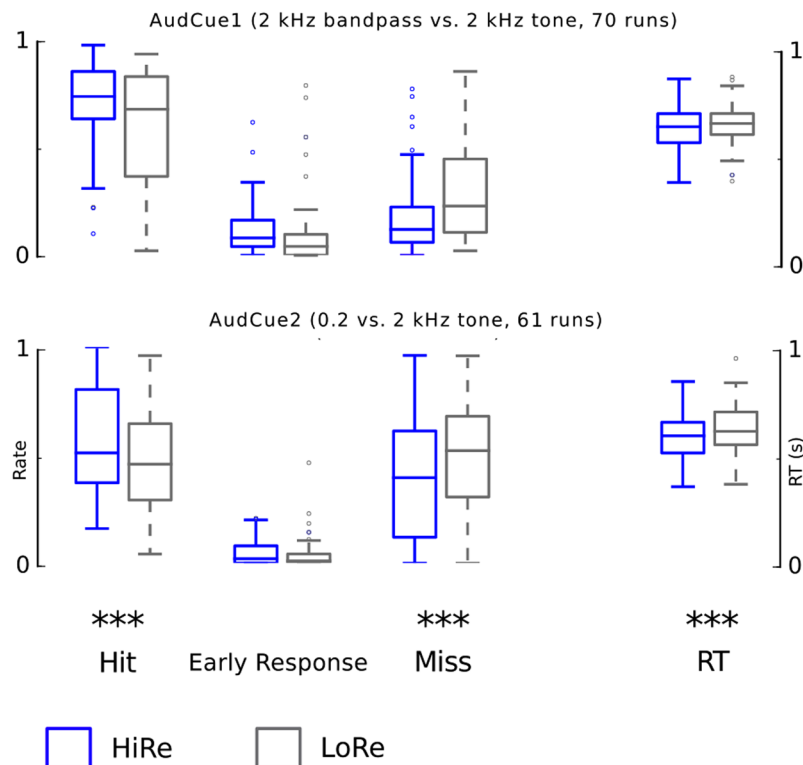 AudCue1 (2 kHz bandpass vs. 2 kHz tone, 70 runs)
1
1
0
0
AudCue2 (0.2 vs. 2 kHz tone, 61 runs)
1
1
Rate
RT (s)
0
0
*** *** ***
Hit Early Response Miss RT
HiRe LoRe